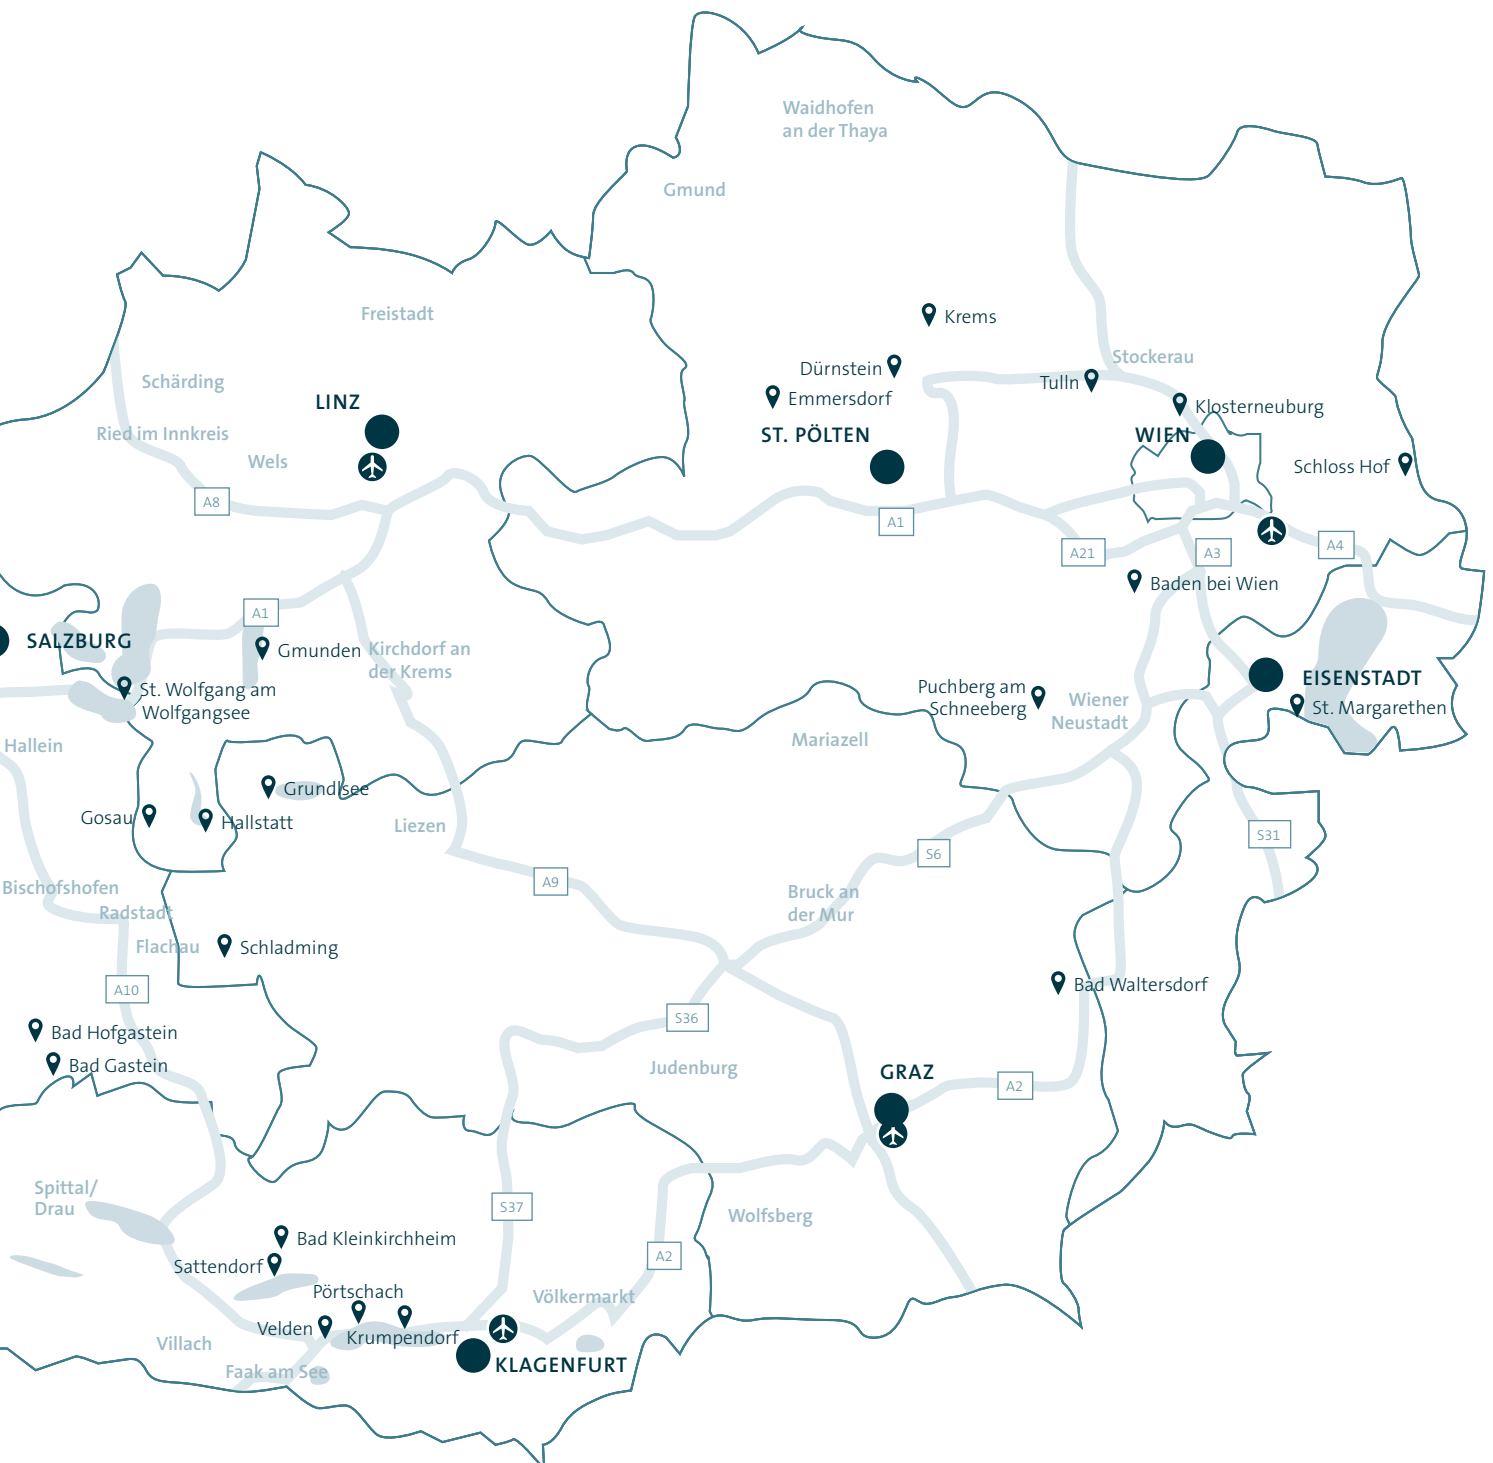 Waidhofen
an der Thaya
Gmund
Freistadt
Krems
Stockerau
Dürnstein
Schärding
Tulln
Emmersdorf
LINZ
Klosterneuburg
Ried im Innkreis
ST. PÖLTEN
WIEN
Wels
Schloss Hof
A8
A1
A21
A3
A4
Baden bei Wien
A1
SALZBURG
Gmunden
Kirchdorf an
der Krems
EISENSTADT
St. Wolfgang am
Wolfgangsee
Puchberg am
Schneeberg
Wiener
Neustadt
St. Margarethen
Hallein
Mariazell
Grundlsee
Gosau
Hallstatt
Liezen
S31
S6
A9
Bischofshofen
Bruck an
der Mur
Radstadt
Flachau
Schladming
A10
Bad Waltersdorf
S36
Bad Hofgastein
Bad Gastein
Judenburg
GRAZ
A2
Spittal/
Drau
S37
Wolfsberg
Bad Kleinkirchheim
A2
Sattendorf
Pörtschach
Völkermarkt
Velden
Krumpendorf
Villach
KLAGENFURT
Faak am See